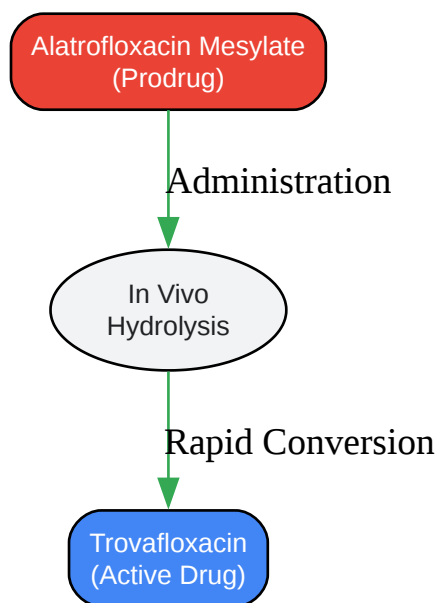 Alatrofloxacin Mesylate
(Prodrug)
Administration
In Vivo
Hydrolysis
Rapid Conversion
Trovafloxacin
(Active Drug)